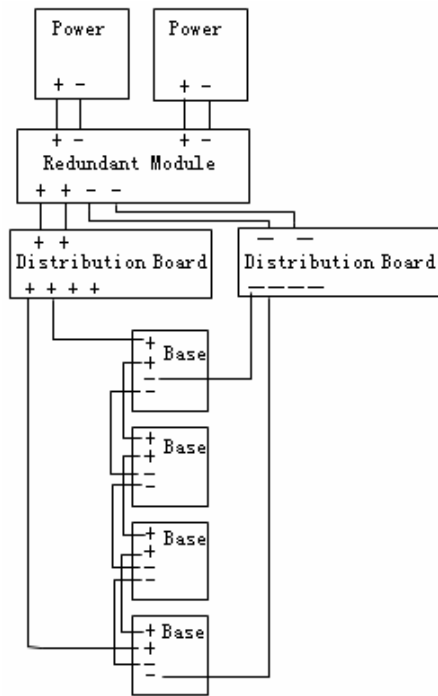 Power Power
+ − + −
+ − + −
Redundant Module
+ + − −
+ + — —
Distribution Board Distribution Board
+ + + + — — — —
+
Base
+
−
−
+
Base
+
−
−
+
Base
+
−
−
+
Base
+
−
−